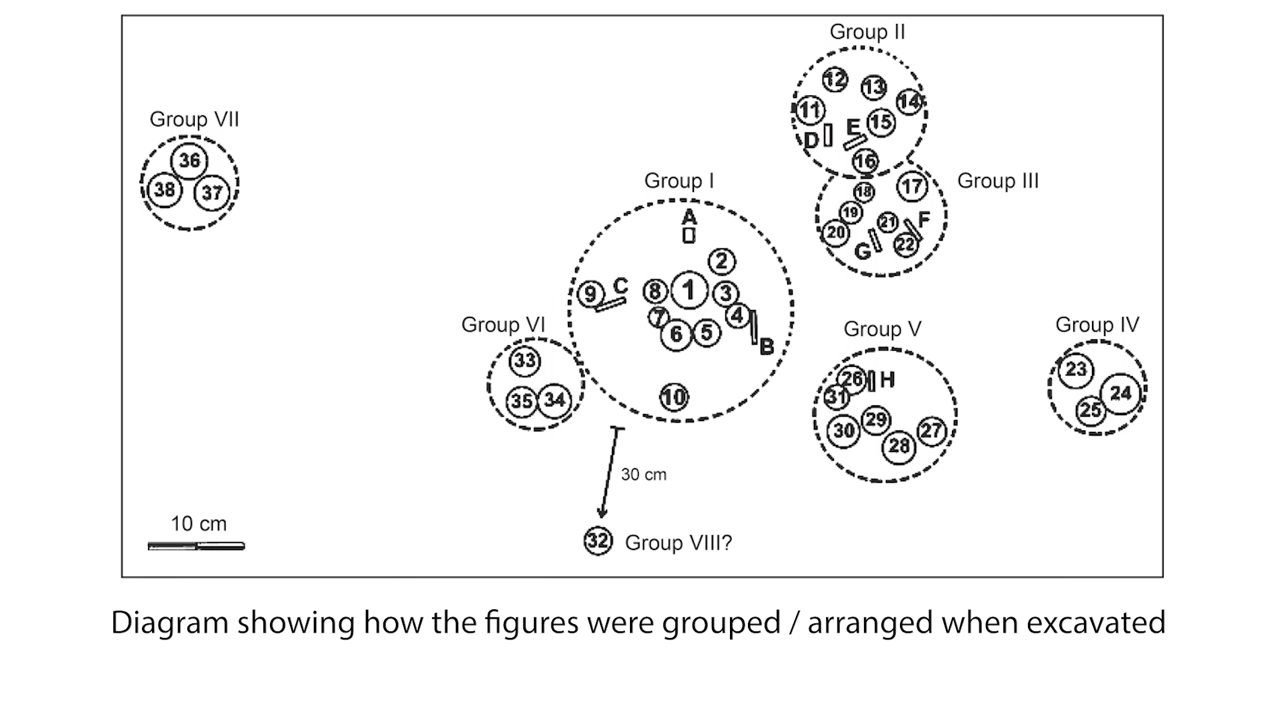 Group II
12
13
14
11
15
E
D
16
Group VII
36
38
37
Group I
A
2
C
9
8
1
3
7
4
6
5
B
10
18
17
Group III
19
F
21
20
G
22
Group VI
33
35
34
Group V
26
H
31
29
30
28
27
Group IV
23
24
25
30 cm
10 cm
32
Group VIII?
Diagram showing how the figures were grouped / arranged when excavated